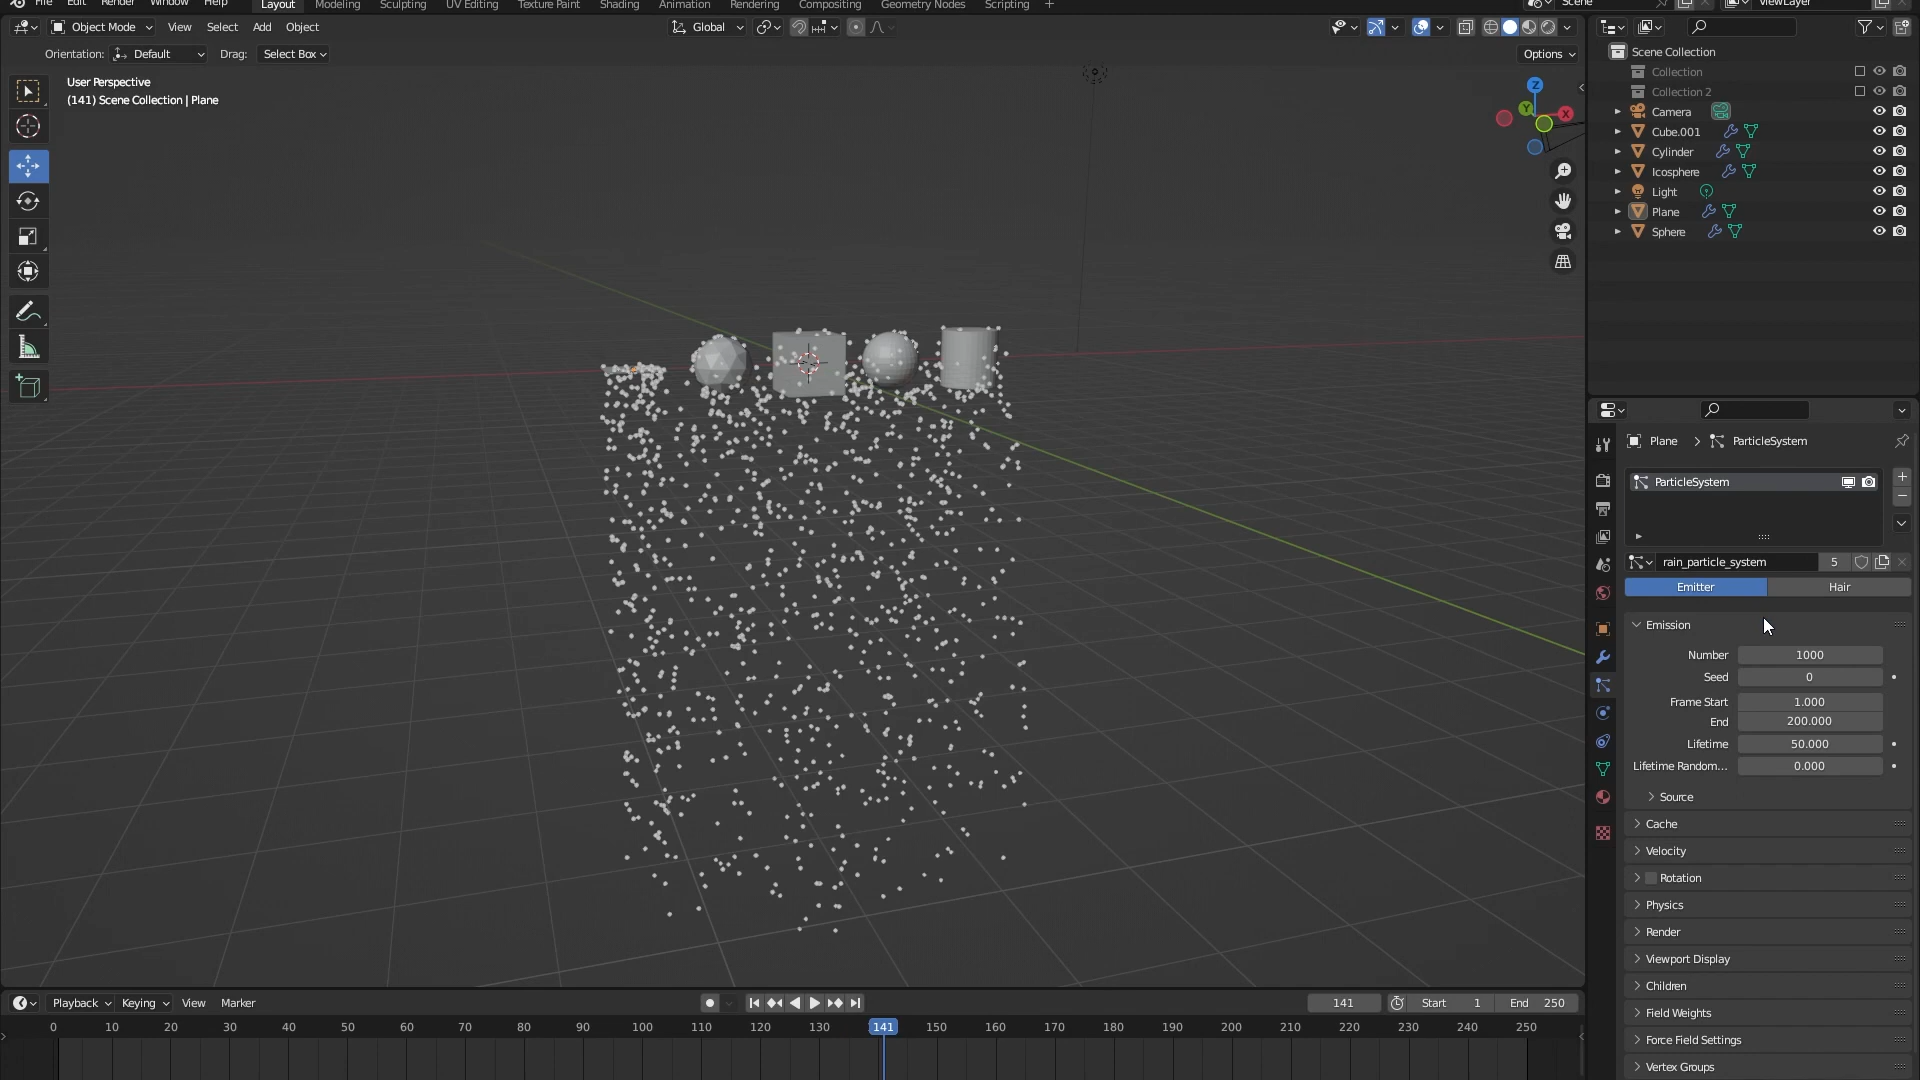 File Edit Render Window Help Layout Modeling Sculpting UV Editing Texture Paint Shading Animation Rendering Compositing Geometry Nodes Scripting + Scene ViewLayer
Object Mode View Select Add Object Global
Orientation: Default Drag: Select Box Options
User Perspective
(141) Scene Collection | Plane
Z
Y
X
Scene Collection
Collection
Collection 2
Camera
Cube.001
Cylinder
Icosphere
Light
Plane
Sphere
Plane > ParticleSystem
ParticleSystem
rain_particle_system 5
Emitter Hair
Emission
Number 1000
Seed 0
Frame Start 1.000
End 200.000
Lifetime 50.000
Lifetime Random... 0.000
Source
Cache
Velocity
Rotation
Physics
Render
Viewport Display
Children
Field Weights
Force Field Settings
Vertex Groups
Playback Keying View Marker 141 Start 1 End 250
0 10 20 30 40 50 60 70 80 90 100 110 120 130 141 150 160 170 180 190 200 210 220 230 240 250